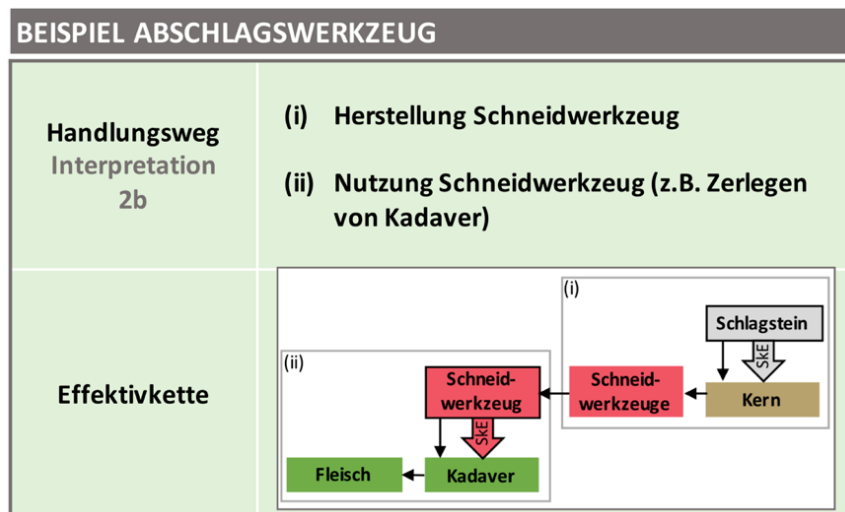 BEISPIEL ABSCHLAGSWERKZEUG
Handlungsweg
Interpretation
2b
(i) Herstellung Schneidwerkzeug
(ii) Nutzung Schneidwerkzeug (z.B. Zerlegen
von Kadaver)
Effektivkette
(i)
Schlagstein
SkE
Kern
Schneid-
werkzeuge
(ii)
Schneid-
werkzeug
SkE
Kadaver
Fleisch